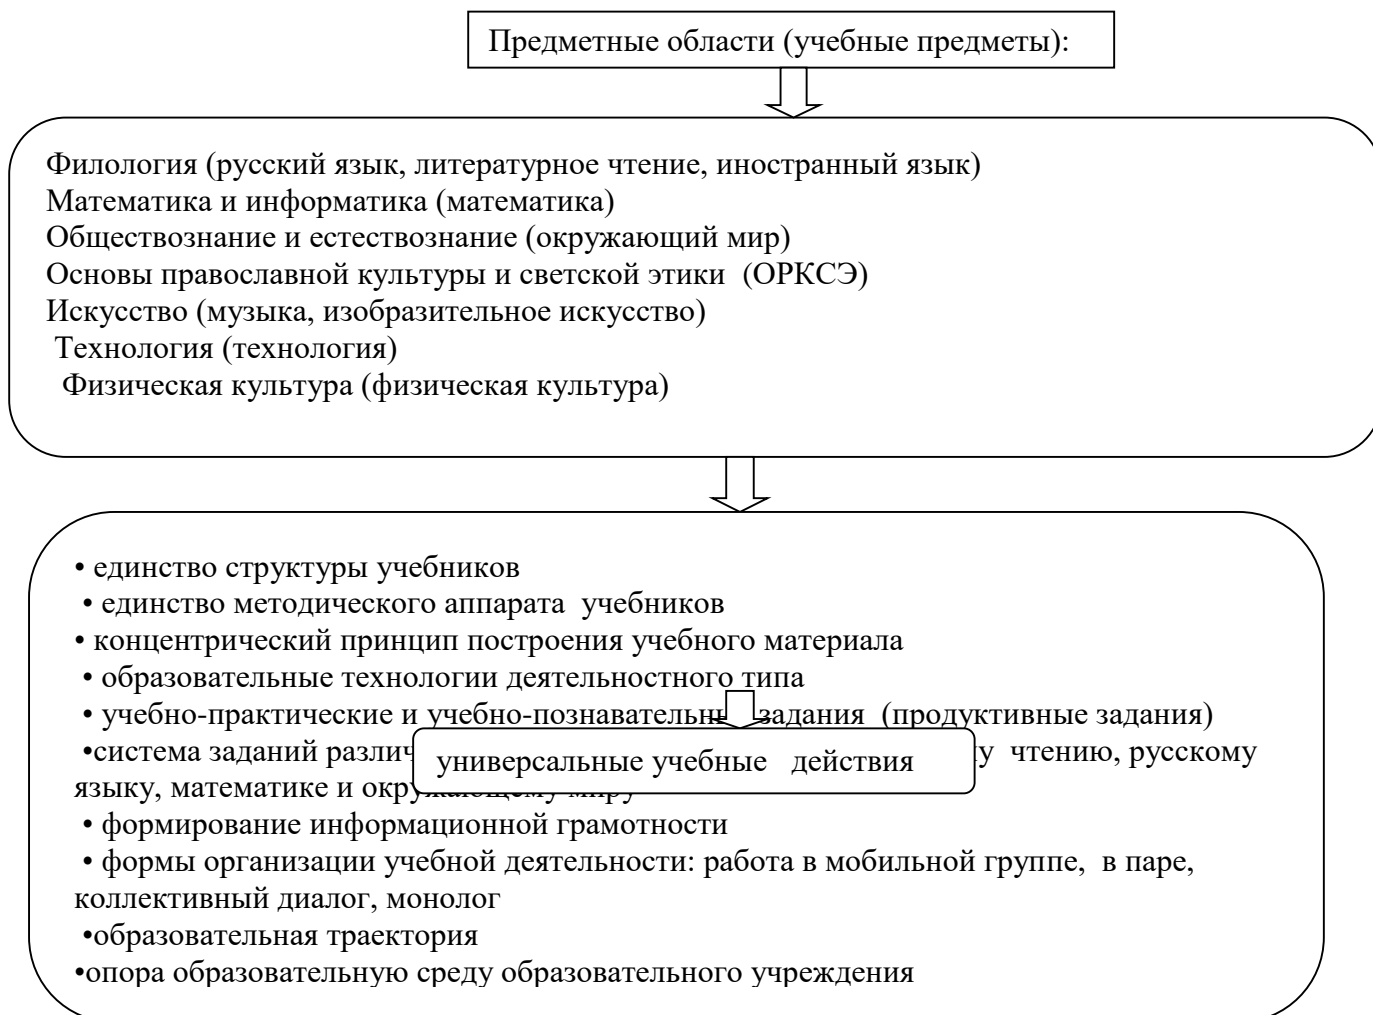 Предметные области (учебные предметы):
Филология (русский язык, литературное чтение, иностранный язык)
Математика и информатика (математика)
Обществознание и естествознание (окружающий мир)
Основы православной культуры и светской этики (ОРКСЭ)
Искусство (музыка, изобразительное искусство)
Технология (технология)
Физическая культура (физическая культура)
• единство структуры учебников
• единство методического аппарата учебников
• концентрический принцип построения учебного материала
• образовательные технологии деятельностного типа
• учебно-практические и учебно-познавательные задания (продуктивные задания)
•система заданий чтению, русскому
универсальные учебные действия
языку, математике и окружающему миру
• формирование информационной грамотности
• формы организации учебной деятельности: работа в мобильной группе, в паре,
коллективный диалог, монолог
•образовательная траектория
•опора образовательную среду образовательного учреждения